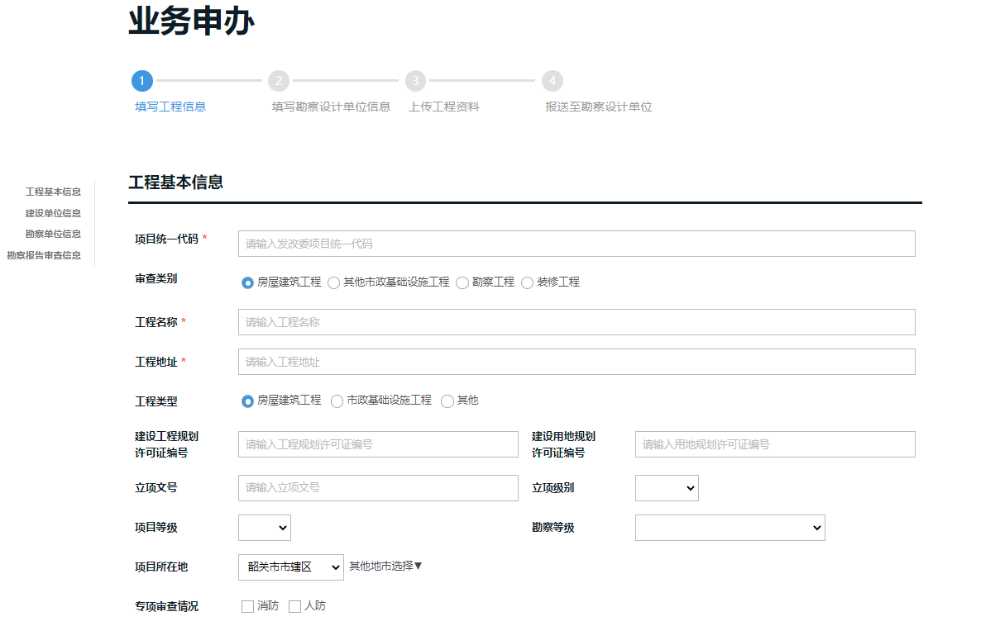 业务申办
1 2 3 4
填写工程信息 填写勘察设计单位信息 上传工程资料 报送至勘察设计单位
工程基本信息
建设单位信息
勘察单位信息
勘察报告审查信息
工程基本信息
项目统一代码 * 请输入发改委项目统一代码
审查类别 房屋建筑工程 其他市政基础设施工程 勘察工程 装修工程
工程名称 * 请输入工程名称
工程地址 * 请输入工程地址
工程类型 房屋建筑工程 市政基础设施工程 其他
建设工程规划
许可证编号 请输入工程规划许可证编号
建设用地规划
许可证编号 请输入用地规划许可证编号
立项文号 请输入立项文号 立项级别
项目等级 勘察等级
项目所在地 韶关市市辖区 其他地市选择▼
专项审查情况 消防 人防